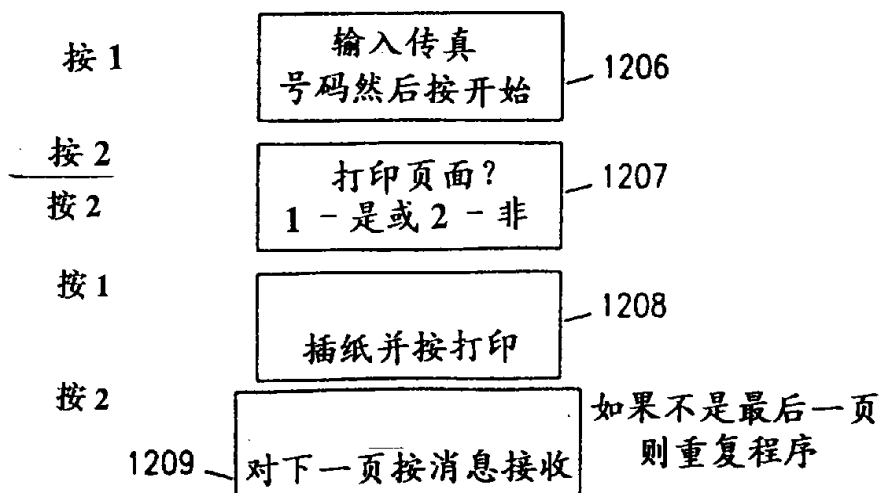 按 1
输入传真
号码然后按开始
1206
按 2
按 2
打印页面?
1 - 是或 2 - 非
1207
按 1
插纸并按打印
1208
按 2
对下一页按消息接收
1209
如果不是最后一页
则重复程序